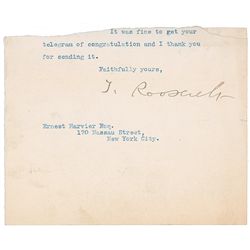 It was fine to get your
telegram of congratulation and I thank you
for sending it.
Faithfully yours,
T. Roosevelt
Ernest Harvier Esq.
170 Nassau Street,
New York City.